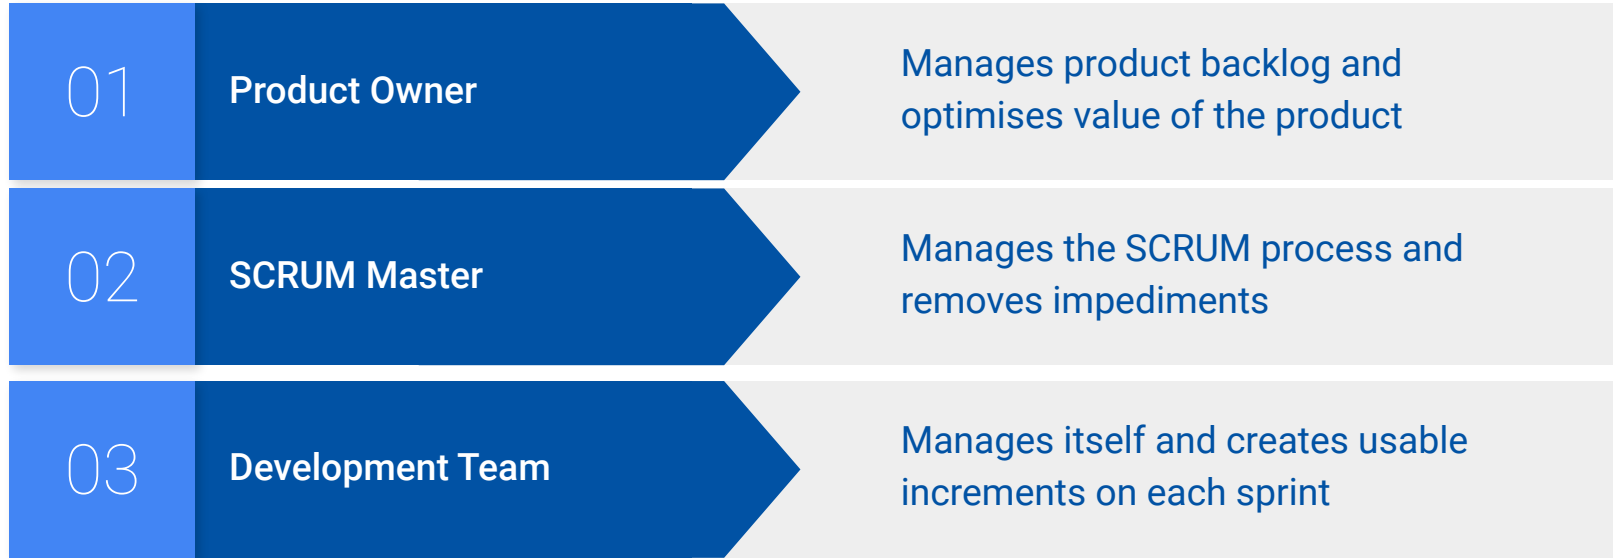 01
Product Owner
Manages product backlog and
optimises value of the product
02
SCRUM Master
Manages the SCRUM process and
removes impediments
03
Development Team
Manages itself and creates usable
increments on each sprint